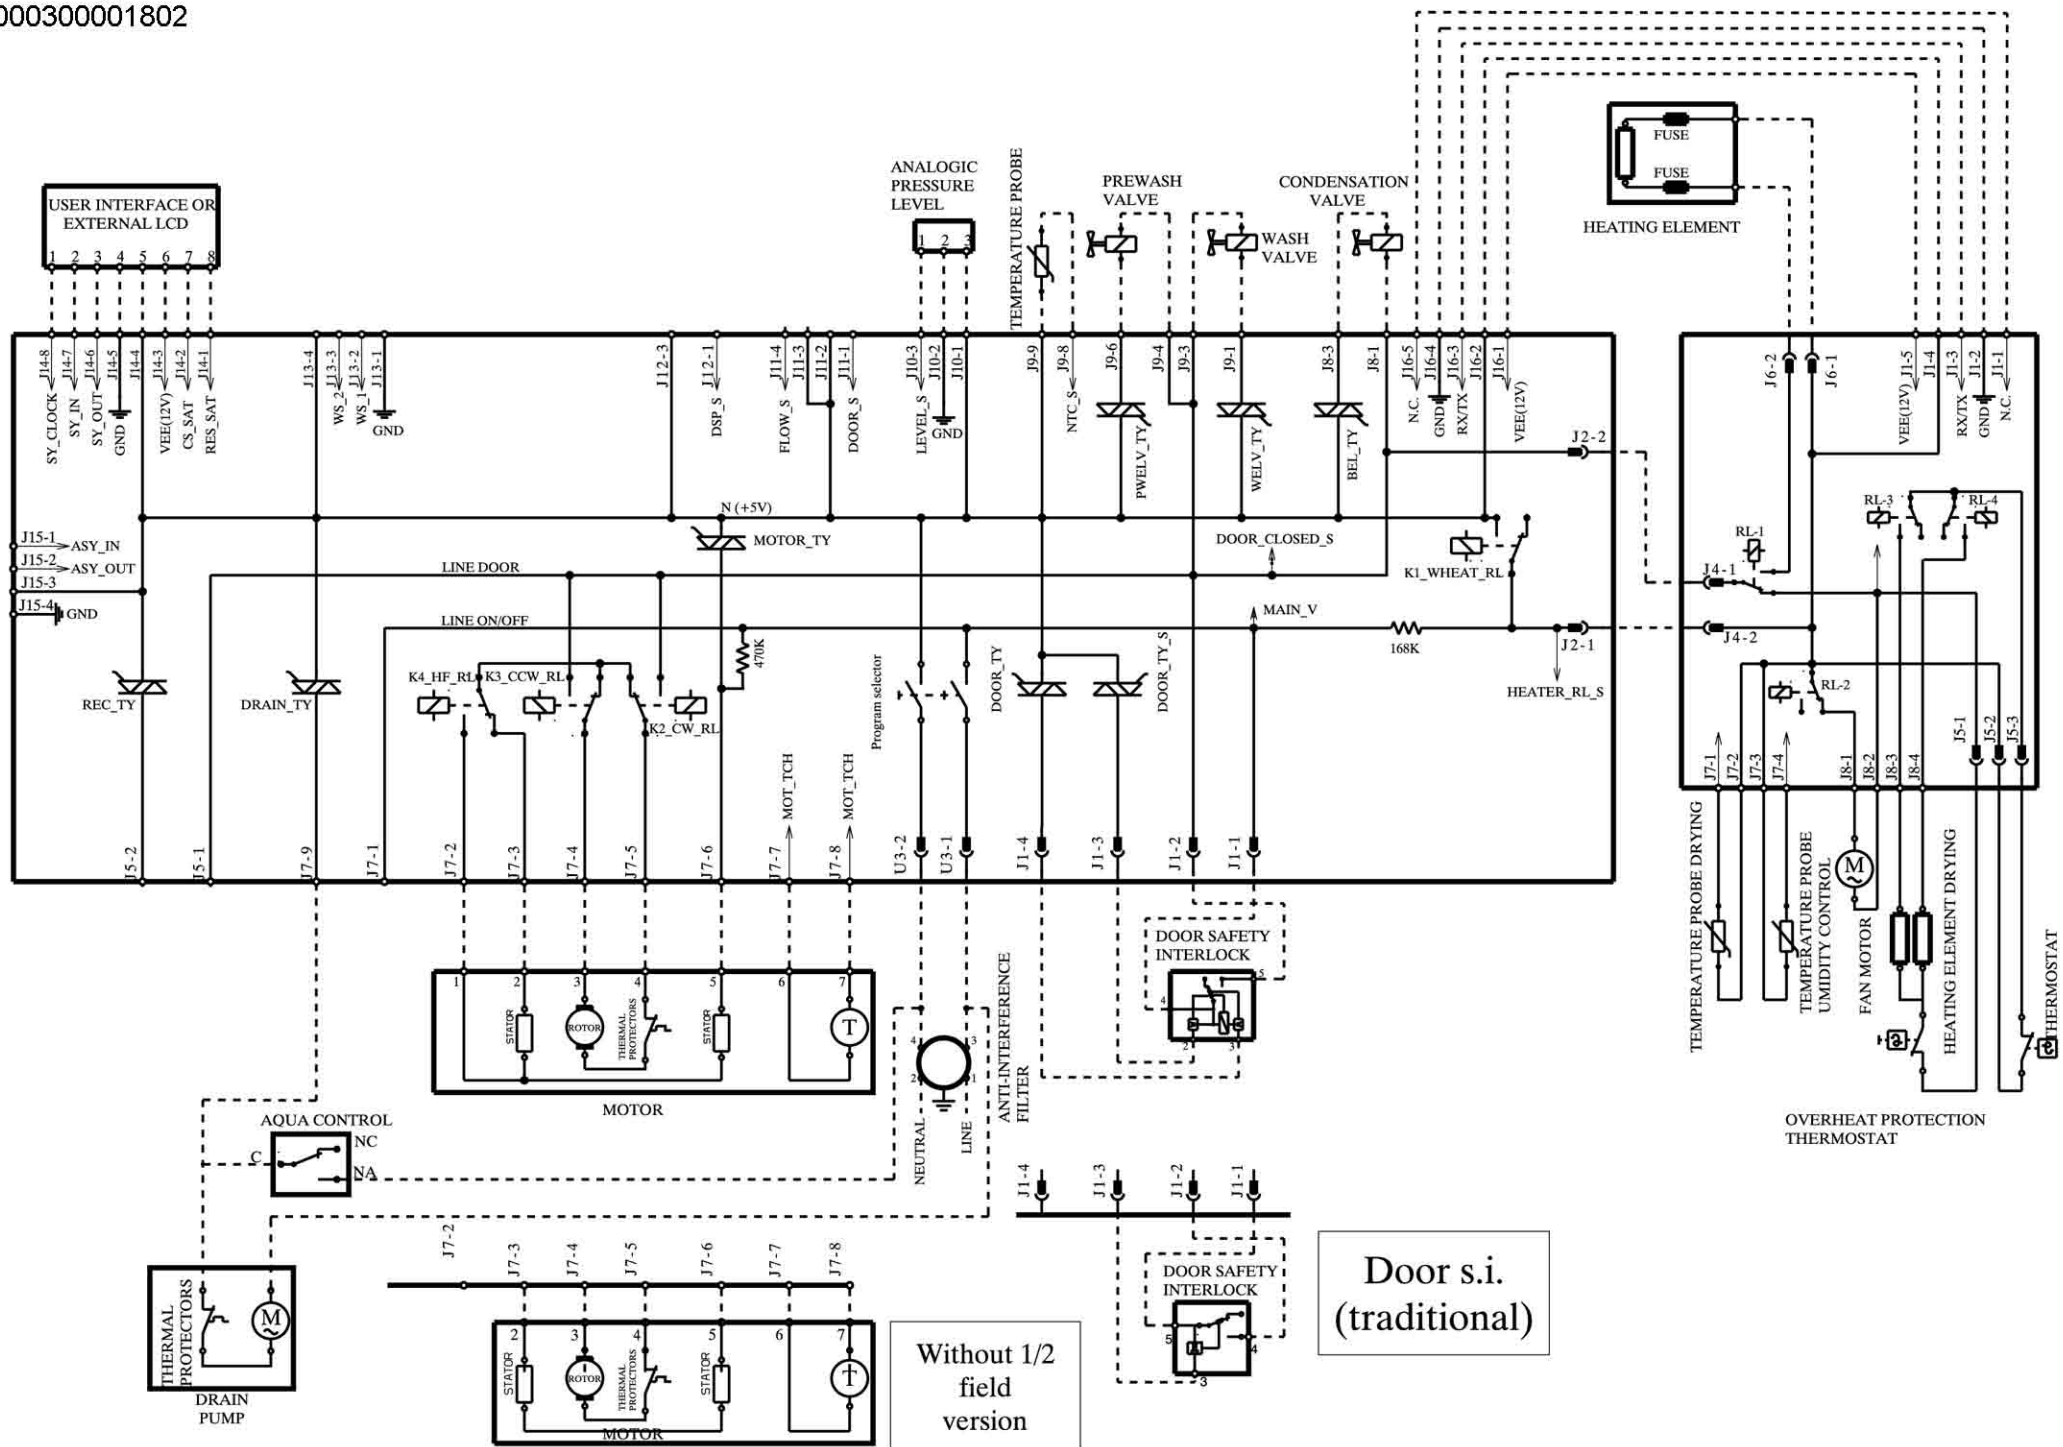 000300001802
USER INTERFACE OR
EXTERNAL LCD
1 2 3 4 5 6 7 8
ANALOGIC
PRESSURE
LEVEL
1 2 3
TEMPERATURE PROBE
PREWASH
VALVE
WASH
VALVE
CONDENSATION
VALVE
FUSE
FUSE
HEATING ELEMENT
J14-8
J14-7
J14-6
J14-5
J14-4
J14-3
J14-2
J14-1
SY_CLOCK
SY_IN
SY_OUT
GND
VEE(12V)
CS_SAT
RES_SAT
J13-4
J13-3
J13-2
J13-1
WS_2
WS_1
GND
J12-3
J12-1
DSP_S
J11-4
J11-3
J11-2
J11-1
FLOW_S
DOOR_S
J10-3
J10-2
J10-1
LEVEL_S
GND
J9-9
J9-8
NTC_S
J9-6
J9-4
J9-3
J9-1
J8-3
J8-1
PWELV_TY
WELV_TY
BEL_TY
J16-5
J16-4
J16-3
J16-2
J16-1
N.C.
GND
RX/TX
VEE(12V)
J2-2
J6-2
J6-1
J1-5
J1-4
J1-3
J1-2
J1-1
VEE(12V)
RX/TX
GND
N.C.
N (+5V)
MOTOR_TY
DOOR_CLOSED_S
K1_WHEAT_RL
RL-1
RL-3
RL-4
J15-1
ASY_IN
J15-2
ASY_OUT
J15-3
J15-4
GND
LINE DOOR
LINE ON/OFF
MAIN_V
470K
168K
J2-1
J4-1
J4-2
HEATER_RL_S
RL-2
REC_TY
DRAIN_TY
K4_HF_RL
K3_CCW_RL
K2_CW_RL
Program selector
DOOR_TY
DOOR_TY_S
MOT_TCH
MOT_TCH
J5-2
J5-1
J7-9
J7-1
J7-2
J7-3
J7-4
J7-5
J7-6
J7-7
J7-8
U3-2
U3-1
J1-4
J1-3
J1-2
J1-1
J7-1
J7-2
J7-3
J7-4
J8-1
J8-2
J8-3
J8-4
J5-1
J5-2
J5-3
TEMPERATURE PROBE DRYING
TEMPERATURE PROBE
UMIDITY CONTROL
M
FAN MOTOR
HEATING ELEMENT DRYING
THERMOSTAT
OVERHEAT PROTECTION
THERMOSTAT
DOOR SAFETY
INTERLOCK
5
4
2
3
1 2 3 4 5 6 7
STATOR
ROTOR
THERMAL
PROTECTORS
STATOR
T
MOTOR
4
3
2
1
ANTI-INTERFERENCE
FILTER
NEUTRAL
LINE
AQUA CONTROL
NC
C
NA
THERMAL
PROTECTORS
M
DRAIN
PUMP
J7-2
J7-3
J7-4
J7-5
J7-6
J7-7
J7-8
2 3 4 5 6 7
STATOR
ROTOR
THERMAL
PROTECTORS
STATOR
T
MOTOR
Without 1/2
field
version
J1-4
J1-3
J1-2
J1-1
DOOR SAFETY
INTERLOCK
5
4
3
Door s.i.
(traditional)